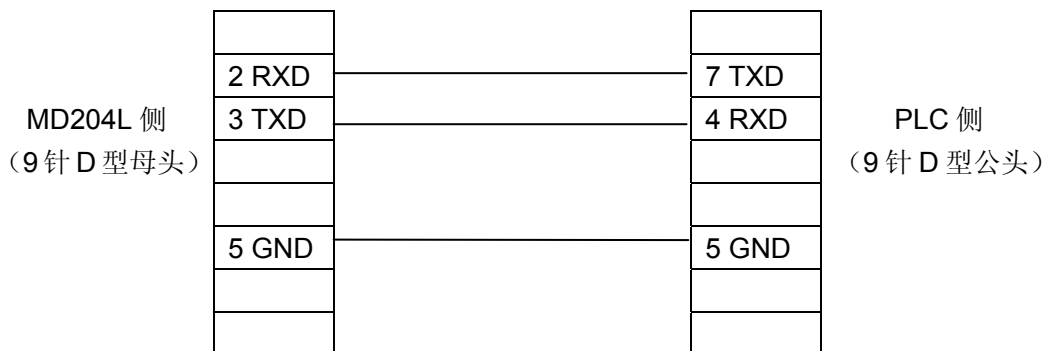 2 RXD
7 TXD
MD204L 侧
3 TXD
4 RXD
PLC 侧
（9 针 D 型母头）
（9 针 D 型公头）
5 GND
5 GND